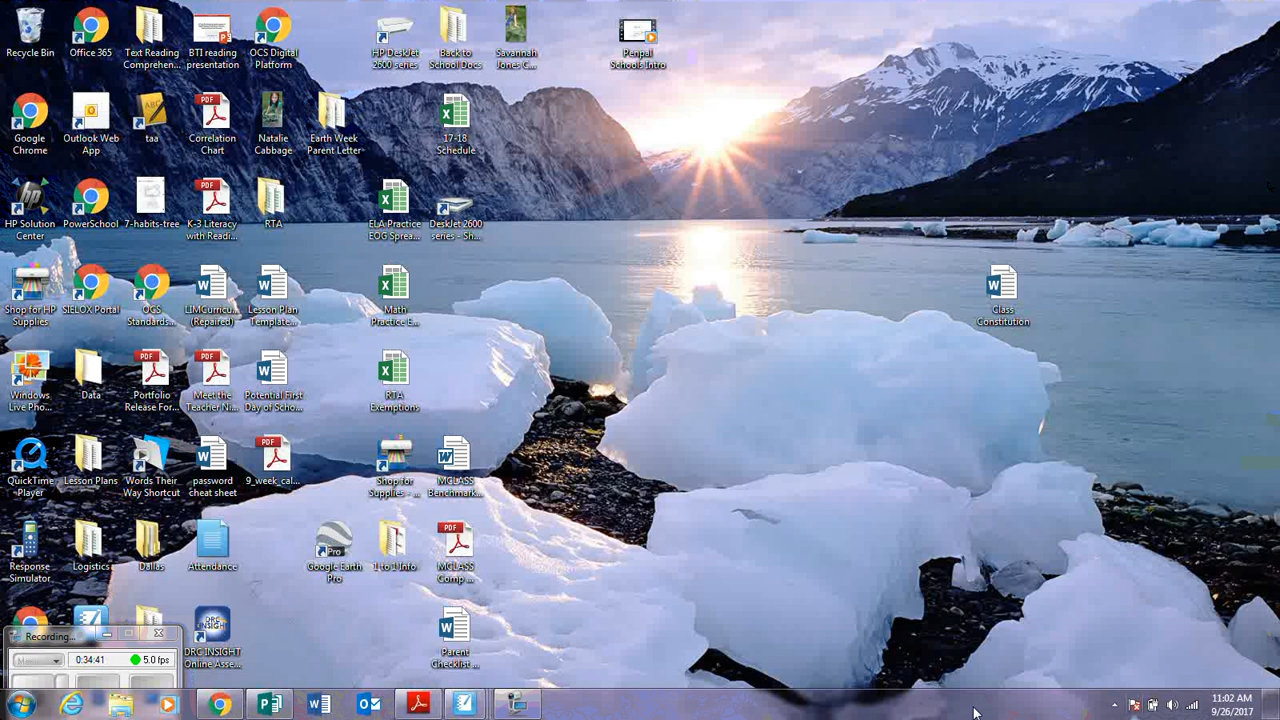 Recycle Bin
Office 365
Text Reading
Comprehen...
BTI reading
presentation
OCS Digital
Platform
HP DeskJet
2600 series
Back to
School Docs
Savannah
Jones C...
Penpal
Schools Intro
Google
Chrome
Outlook Web
App
taa
Correlation
Chart
Natalie
Cabbage
Earth Week
Parent Letter
17-18
Schedule
HP Solution
Center
PowerSchool
7-habits-tree
K-3 Literacy
with Readi...
RTA
ELA Practice
EOG Sprea...
DeskJet 2600
series - Sh...
Shop for HP
Supplies
SIELOX Portal
OCS
Standards...
LIMCurricu...
(Repaired)
Lesson Plan
Template...
Math
Practice E...
Class
Constitution
Windows
Live Pho...
Data
Portfolio
Release For...
Meet the
Teacher Ni...
Potential First
Day of Scho...
RTA
Exemptions
QuickTime
Player
Lesson Plans
Words Their
Way Shortcut
password
cheat sheet
9_week_cal...
Shop for
Supplies - ...
MCLASS
Benchmark...
Response
Simulator
Logistics
Dallas
Attendance
Google Earth
Pro
1 to 1 Info
MCLASS
Comp ...
DRC INSIGHT
Online Asse...
Parent
Checklist ...
Recording...
0:34:41
5.0 fps
11:02 AM
9/26/2017